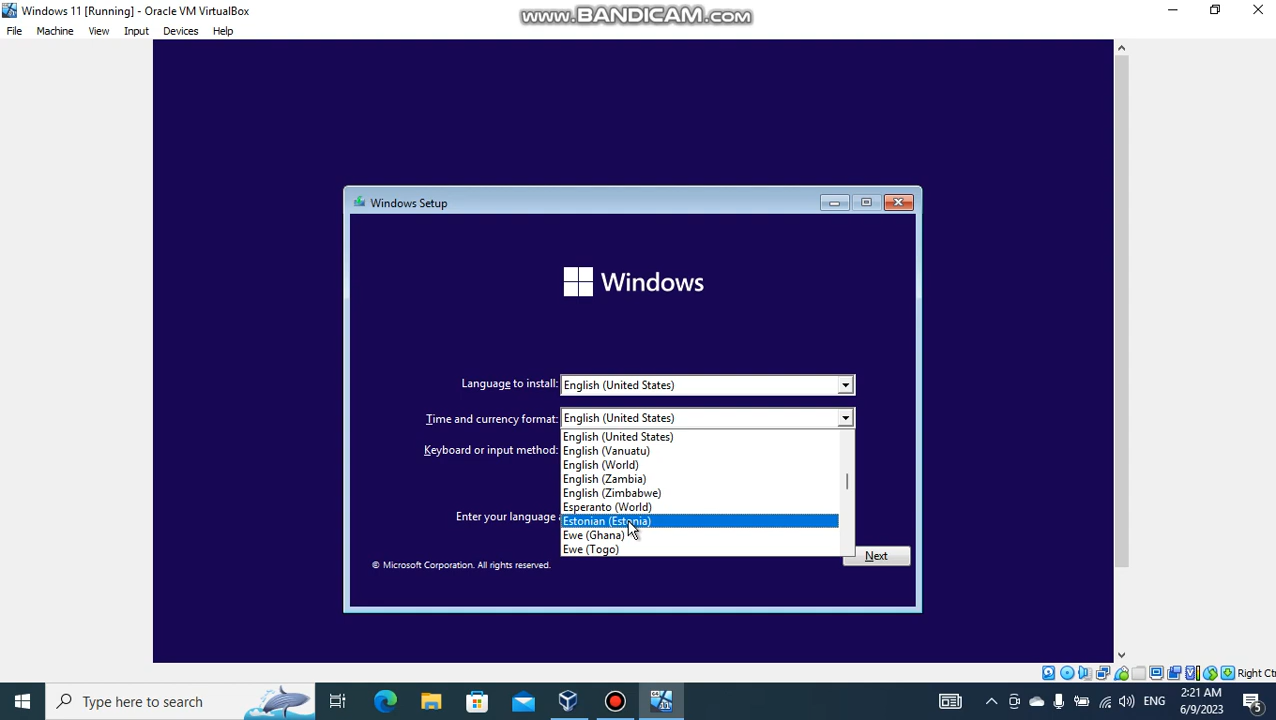 Windows 11 [Running] - Oracle VM VirtualBox
www.BANDICAM.com
File Machine View Input Devices Help
Windows Setup
Windows
Language to install: English (United States)
Time and currency format: English (United States)
English (United States)
Keyboard or input method:
English (Vanuatu)
English (World)
English (Zambia)
English (Zimbabwe)
Esperanto (World)
Enter your language
Estonian (Estonia)
Ewe (Ghana)
Ewe (Togo)
Next
© Microsoft Corporation. All rights reserved.
Right Ct
Type here to search
ENG
2:21 AM
6/9/2023
5